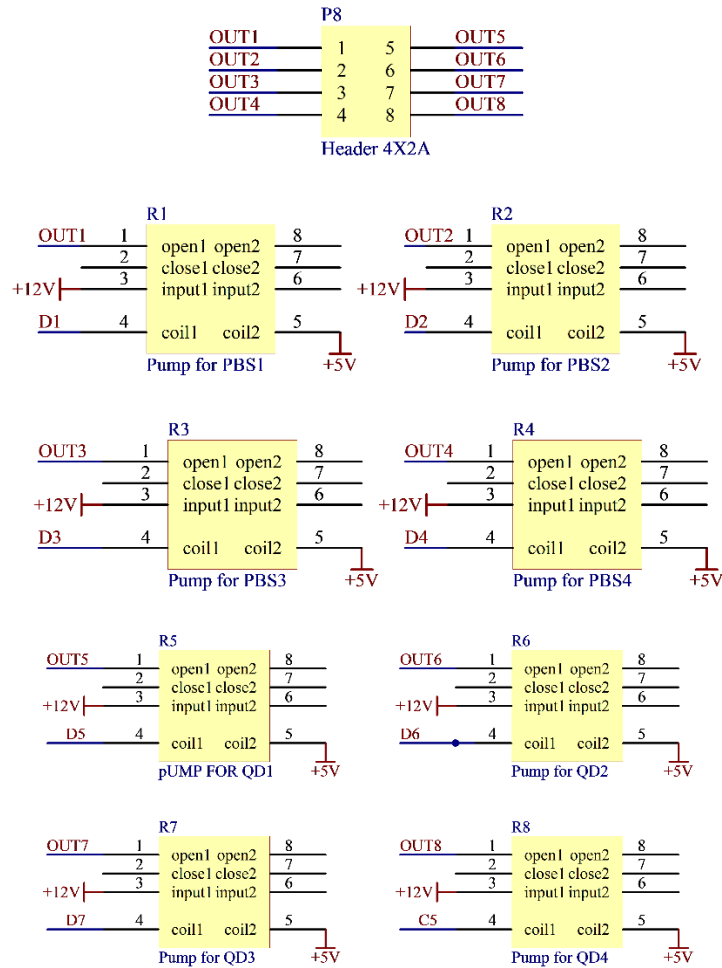 P8
OUT1 1 5 OUT5
OUT2 2 6 OUT6
OUT3 3 7 OUT7
OUT4 4 8 OUT8
Header 4X2A
R1
OUT1 1 open1 open2 8
2 close1 close2 7
+12V 3 input1 input2 6
D1 4 coil1 coil2 5
Pump for PBS1 +5V
R2
OUT2 1 open1 open2 8
2 close1 close2 7
+12V 3 input1 input2 6
D2 4 coil1 coil2 5
Pump for PBS2 +5V
R3
OUT3 1 open1 open2 8
2 close1 close2 7
+12V 3 input1 input2 6
D3 4 coil1 coil2 5
Pump for PBS3 +5V
R4
OUT4 1 open1 open2 8
2 close1 close2 7
+12V 3 input1 input2 6
D4 4 coil1 coil2 5
Pump for PBS4 +5V
R5
OUT5 1 open1 open2 8
2 close1 close2 7
+12V 3 input1 input2 6
D5 4 coil1 coil2 5
pUMP FOR QD1 +5V
R6
OUT6 1 open1 open2 8
2 close1 close2 7
+12V 3 input1 input2 6
D6 4 coil1 coil2 5
Pump for QD2 +5V
R7
OUT7 1 open1 open2 8
2 close1 close2 7
+12V 3 input1 input2 6
D7 4 coil1 coil2 5
Pump for QD3 +5V
R8
OUT8 1 open1 open2 8
2 close1 close2 7
+12V 3 input1 input2 6
C5 4 coil1 coil2 5
Pump for QD4 +5V